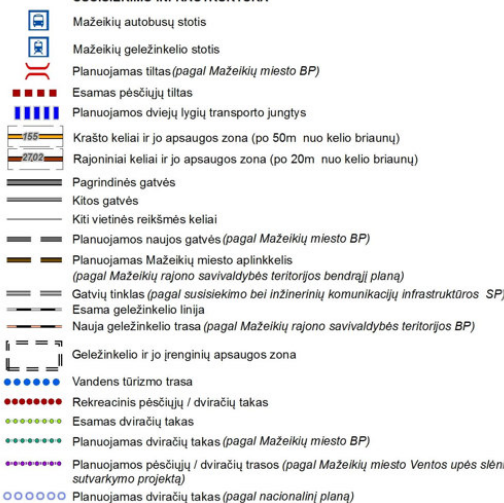 SUSISIEKIMO INFRASTRUKTŪRA
Mažeikių autobusų stotis
Mažeikių geležinkelio stotis
Planuojamas tiltas (pagal Mažeikių miesto BP)
Esamas pėsčiųjų tiltas
Planuojamos dviejų lygių transporto jungtys
155 Krašto keliai ir jo apsaugos zona (po 50m nuo kelio briaunų)
2702 Rajoniniai keliai ir jo apsaugos zona (po 20m nuo kelio briaunų)
Pagrindinės gatvės
Kitos gatvės
Kiti vietinės reikšmės keliai
Planuojamos naujos gatvės (pagal Mažeikių miesto BP)
Planuojamas Mažeikių miesto aplinkkelis
(pagal Mažeikių rajono savivaldybės teritorijos bendrąjį planą)
Gatvių tinklas (pagal susisiekimo bei inžinerinių komunikacijų infrastruktūros SP)
Esama geležinkelio linija
Nauja geležinkelio trasa (pagal Mažeikių rajono savivaldybės teritorijos BP)
Geležinkelio ir jo įrenginių apsaugos zona
Vandens tūrizmo trasa
Rekreacinis pėsčiųjų / dviračių takas
Esamas dviračių takas
Planuojamas dviračių takas (pagal Mažeikių miesto BP)
Planuojamos pėsčiųjų / dviračių trasos (pagal Mažeikių miesto Ventos upės slėni
sutvarkymo projektą)
Planuojamas dviračių takas (pagal nacionalinį planą)